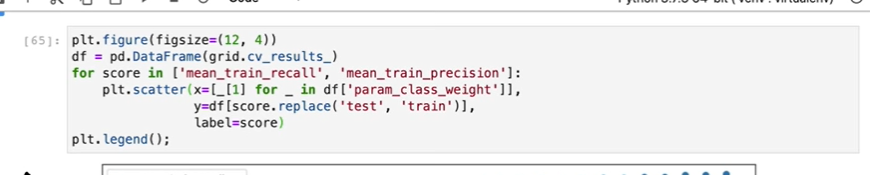 [65]:
plt.figure(figsize=(12, 4))
df = pd.DataFrame(grid.cv_results_)
for score in ['mean_train_recall', 'mean_train_precision']:
    plt.scatter(x=[_[1] for _ in df['param_class_weight']],
                y=df[score.replace('test', 'train')],
                label=score)
plt.legend();